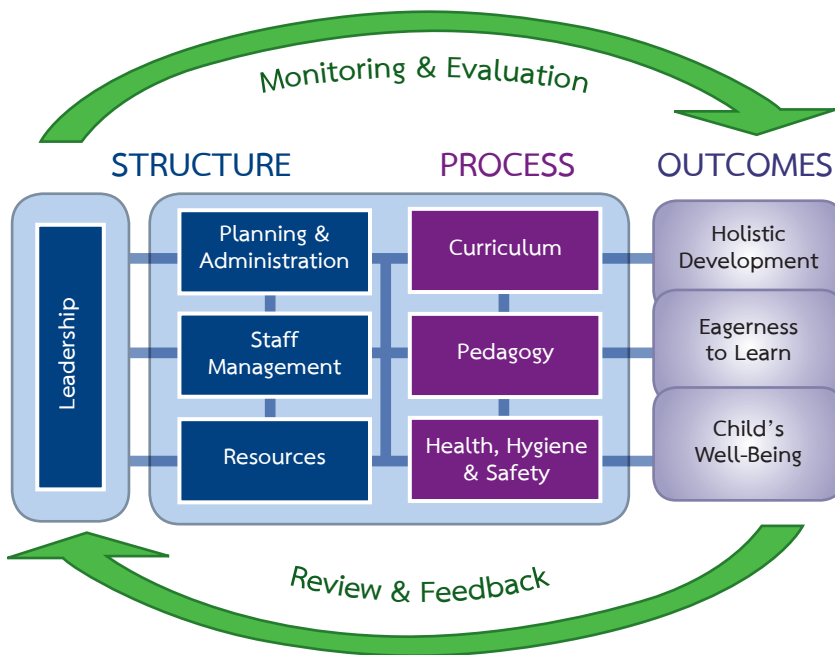 Monitoring & Evaluation
STRUCTURE
PROCESS
OUTCOMES
Leadership
Planning &
Administration
Curriculum
Holistic
Development
Staff
Management
Pedagogy
Eagerness
to Learn
Resources
Health, Hygiene
& Safety
Child's
Well-Being
Review & Feedback